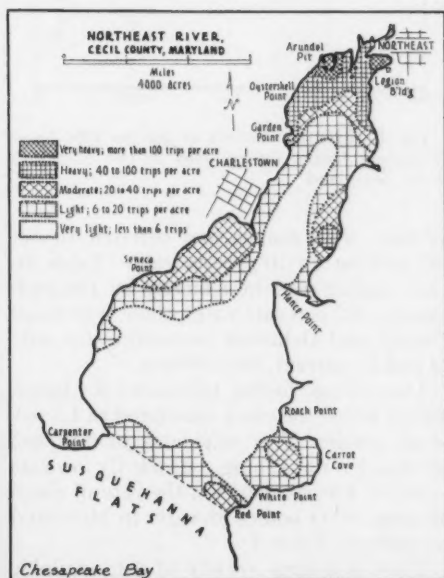 NORTHEAST RIVER,
CECIL COUNTY, MARYLAND
Miles
4000 Acres
N
Arundel
Pit
NORTHEAST
Oystershell
Point
Legion
Bldg.
Garden
Point
CHARLESTOWN
Very heavy; more than 100 trips per acre
Heavy; 40 to 100 trips per acre
Moderate; 20 to 40 trips per acre
Light; 6 to 20 trips per acre
Very light, less than 6 trips
Seneca
Point
Hance Point
Roach Point
Carpenter
Point
Carrot
Cove
White Point
Red Point
SUSQUEHANNA
FLATS
Chesapeake Bay